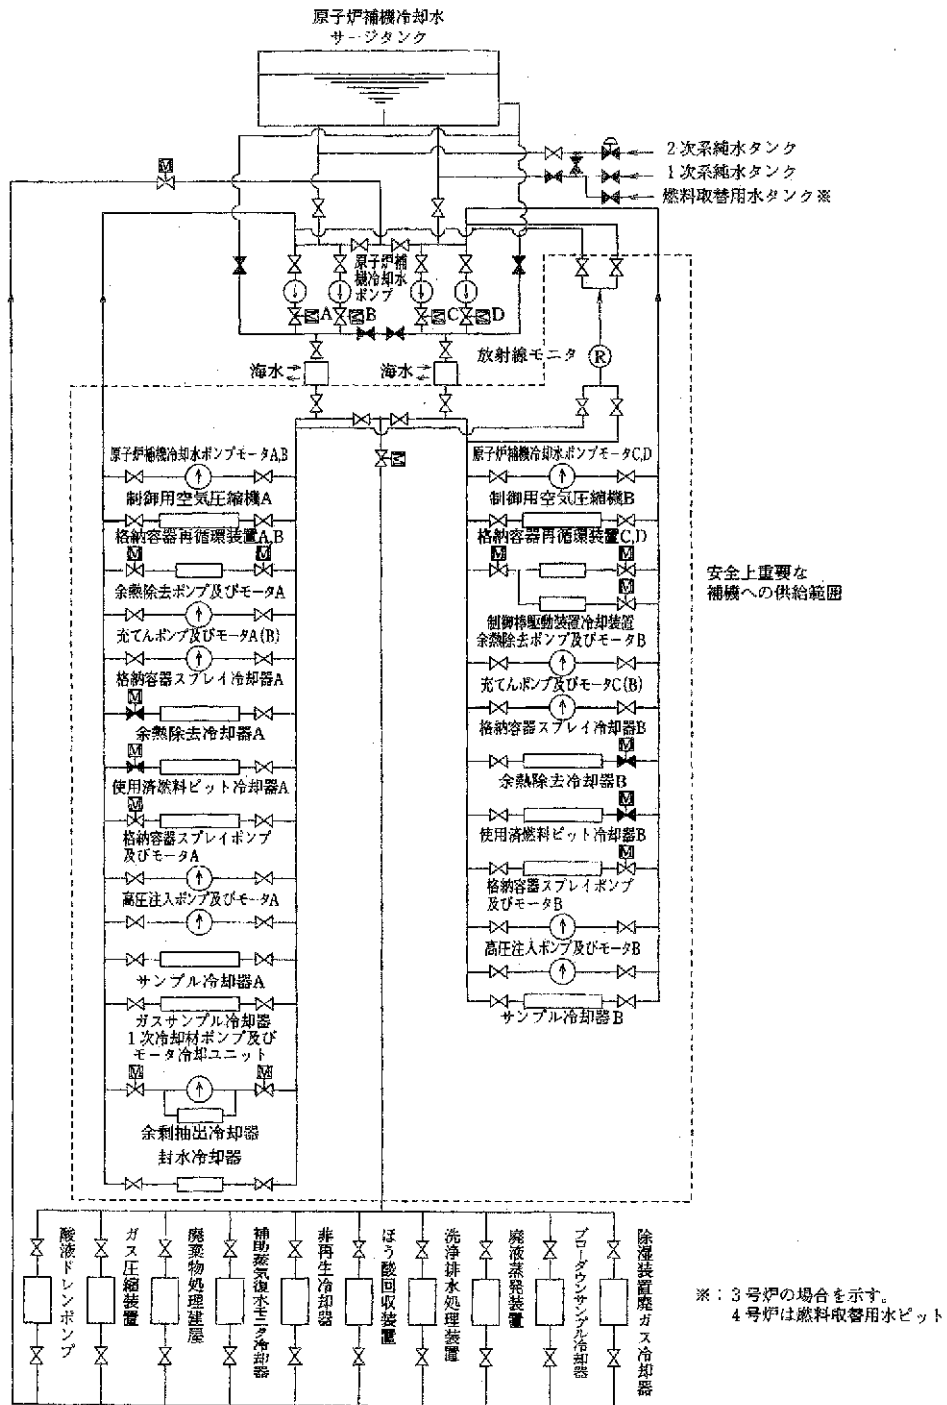 原子炉補機冷却水
サージタンク
2次系純水タンク
1次系純水タンク
燃料取替用水タンク※
M
原子炉補
機冷却水
ポンプ
M A
M B
M C
M D
放射線モニタ
R
海水
海水
M
原子炉補機冷却水ポンプモータA,B
制御用空気圧縮機A
格納容器再循環装置A,B
M
M
余熱除去ポンプ及びモータA
充てんポンプ及びモータA(B)
格納容器スプレイ冷却器A
M
余熱除去冷却器A
M
使用済燃料ピット冷却器A
M
格納容器スプレイポンプ
及びモータA
高圧注入ポンプ及びモータA
サンプル冷却器A
ガスサンプル冷却器
1次冷却材ポンプ及び
モータ冷却ユニット
M
M
余剰抽出冷却器
封水冷却器
原子炉補機冷却水ポンプモータC,D
制御用空気圧縮機B
格納容器再循環装置C,D
M
M
M
制御棒駆動装置冷却装置
余熱除去ポンプ及びモータB
充てんポンプ及びモータC(B)
格納容器スプレイ冷却器B
M
余熱除去冷却器B
M
使用済燃料ピット冷却器B
M
格納容器スプレイポンプ
及びモータB
高圧注入ポンプ及びモータB
サンプル冷却器B
安全上重要な
補機への供給範囲
酸液ドレンポンプ
ガス圧縮装置
廃棄物処理建屋
補助蒸気復水モニタ冷却器
非再生冷却器
ほう酸回収装置
洗浄排水処理装置
廃液蒸発装置
ブローダウンサンプル冷却器
除湿装置廃ガス冷却器
※：3号炉の場合を示す。
4号炉は燃料取替用水ピット